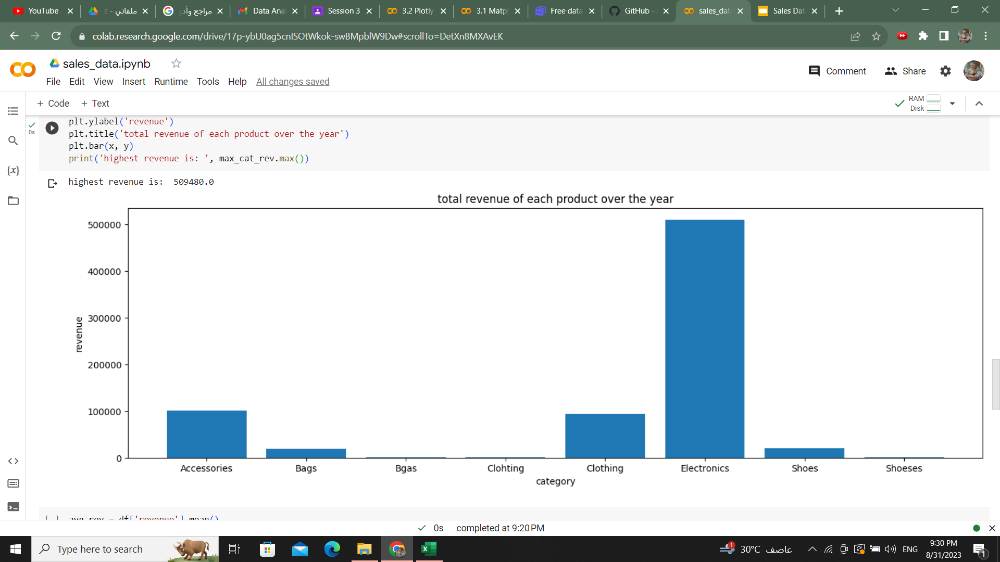 YouTube
ملفاتي - e
مراجع وأدو
Data Anal
Session 3
3.2 Plotly
3.1 Matpl
Free data
GitHub -
sales_dat
Sales Dat
colab.research.google.com/drive/17p-ybU0ag5cnISOtWkok-swBMpblW9Dw#scrollTo=DetXn8MXAvEK
CO
sales_data.ipynb
Comment
Share
File Edit View Insert Runtime Tools Help All changes saved
+ Code + Text
RAM
Disk
0s
plt.ylabel('revenue')
plt.title('total revenue of each product over the year')
plt.bar(x, y)
print('highest revenue is: ', max_cat_rev.max())
{x}
highest revenue is:  509480.0
total revenue of each product over the year
500000
400000
300000
200000
100000
0
revenue
Accessories Bags Bgas Clohting Clothing Electronics Shoes Shoeses
category
[ ] avg_rev = df['revenue'].mean()
0s completed at 9:20 PM
Type here to search
1
30°C عاصف
ENG
9:30 PM
8/31/2023
1